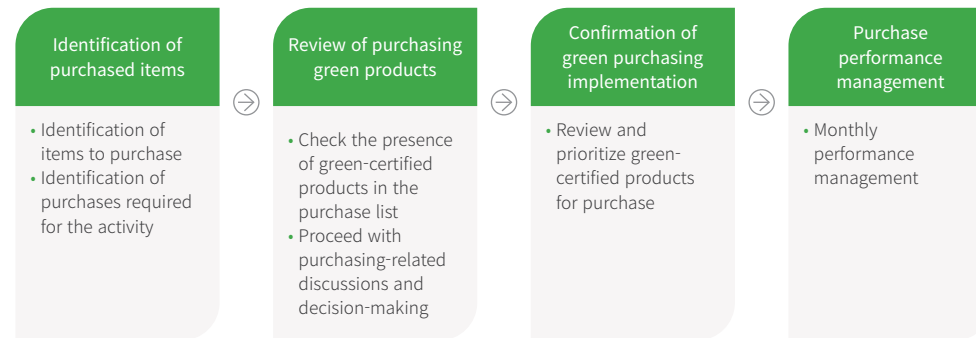 Identification of
purchased items
• Identification of
items to purchase
• Identification of
purchases required
for the activity
Review of purchasing
green products
• Check the presence
of green-certified
products in the
purchase list
• Proceed with
purchasing-related
discussions and
decision-making
Confirmation of
green purchasing
implementation
• Review and
prioritize green-
certified products
for purchase
Purchase
performance
management
• Monthly
performance
management